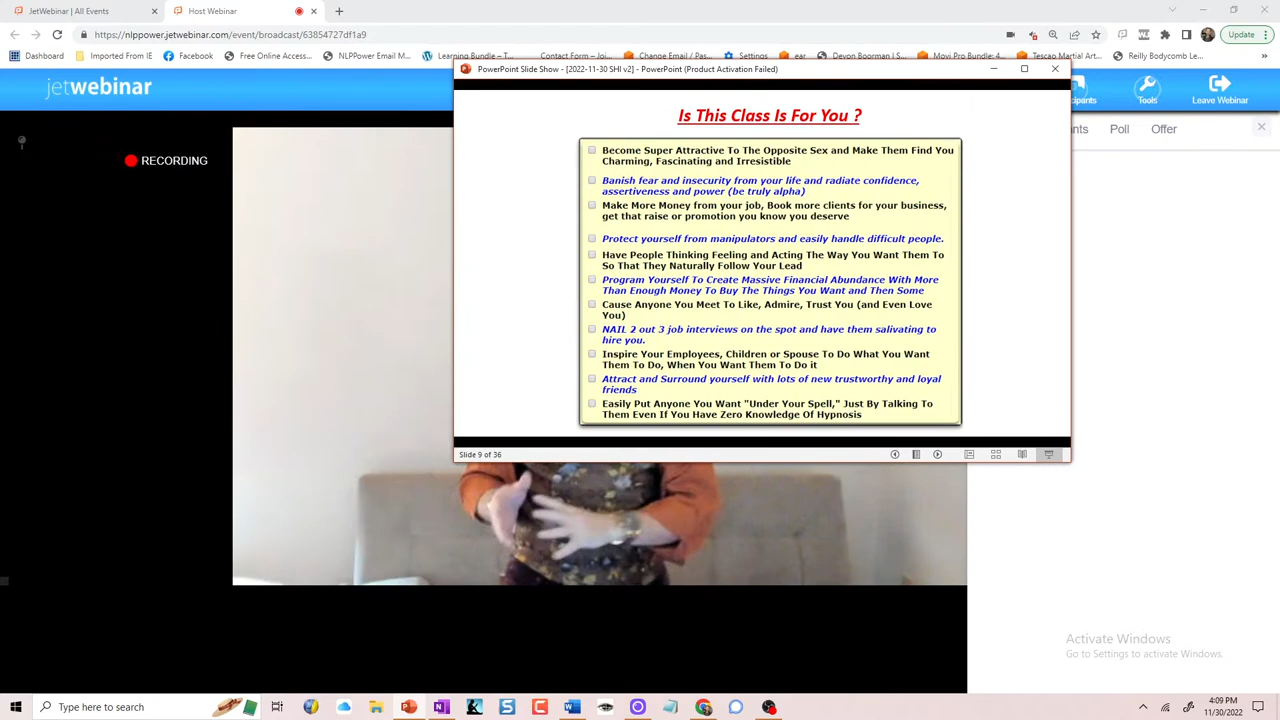 JetWebinar | All Events
Host Webinar
https://nlppower.jetwebinar.com/event/broadcast/63854727df1a9
Update
Dashboard
Imported From IE
Facebook
Free Online Access...
NLPPower Email M...
Learning Bundle – T...
Contact Form – Joi...
Change Email / Pas...
Settings
ear
Devon Boorman | S...
Movi Pro Bundle: 4...
Tescao Martial Art...
Reilly Bodycomb Le...
PowerPoint Slide Show - [2022-11-30 SHI v2] - PowerPoint (Product Activation Failed)
jetwebinar
cipants
Tools
Leave Webinar
nts
Poll
Offer
RECORDING
Is This Class Is For You ?
Become Super Attractive To The Opposite Sex and Make Them Find You
Charming, Fascinating and Irresistible
Banish fear and insecurity from your life and radiate confidence,
assertiveness and power (be truly alpha)
Make More Money from your job, Book more clients for your business,
get that raise or promotion you know you deserve
Protect yourself from manipulators and easily handle difficult people.
Have People Thinking Feeling and Acting The Way You Want Them To
So That They Naturally Follow Your Lead
Program Yourself To Create Massive Financial Abundance With More
Than Enough Money To Buy The Things You Want and Then Some
Cause Anyone You Meet To Like, Admire, Trust You (and Even Love
You)
NAIL 2 out 3 job interviews on the spot and have them salivating to
hire you.
Inspire Your Employees, Children or Spouse To Do What You Want
Them To Do, When You Want Them To Do it
Attract and Surround yourself with lots of new trustworthy and loyal
friends
Easily Put Anyone You Want "Under Your Spell," Just By Talking To
Them Even If You Have Zero Knowledge Of Hypnosis
Slide 9 of 36
Activate Windows
Go to Settings to activate Windows.
Type here to search
4:09 PM
11/30/2022